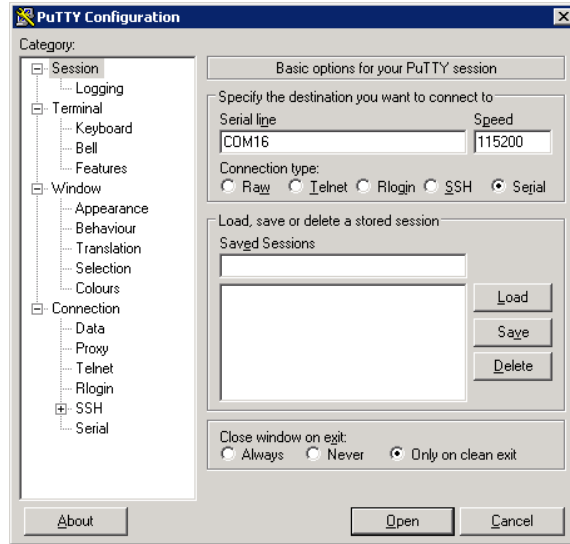 PuTTY Configuration
Category:
Session
Logging
Terminal
Keyboard
Bell
Features
Window
Appearance
Behaviour
Translation
Selection
Colours
Connection
Data
Proxy
Telnet
Rlogin
SSH
Serial
Basic options for your PuTTY session
Specify the destination you want to connect to
Serial line Speed
COM16 115200
Connection type:
Raw Telnet Rlogin SSH Serial
Load, save or delete a stored session
Saved Sessions
Load
Save
Delete
Close window on exit:
Always Never Only on clean exit
About Open Cancel